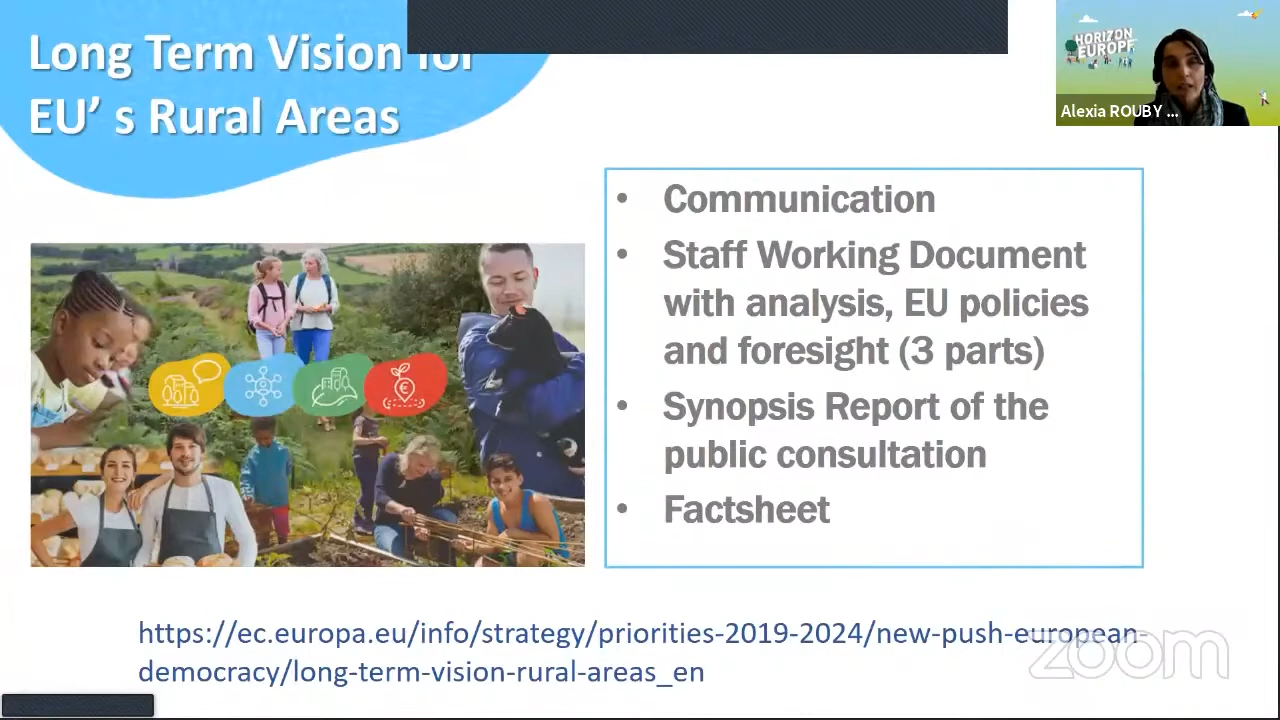 Long Term Vision for
EU’ s Rural Areas
HORIZON
EUROPE
Alexia ROUBY ...
• Communication
• Staff Working Document
with analysis, EU policies
and foresight (3 parts)
• Synopsis Report of the
public consultation
• Factsheet
https://ec.europa.eu/info/strategy/priorities-2019-2024/new-push-european-
democracy/long-term-vision-rural-areas_en
zoom